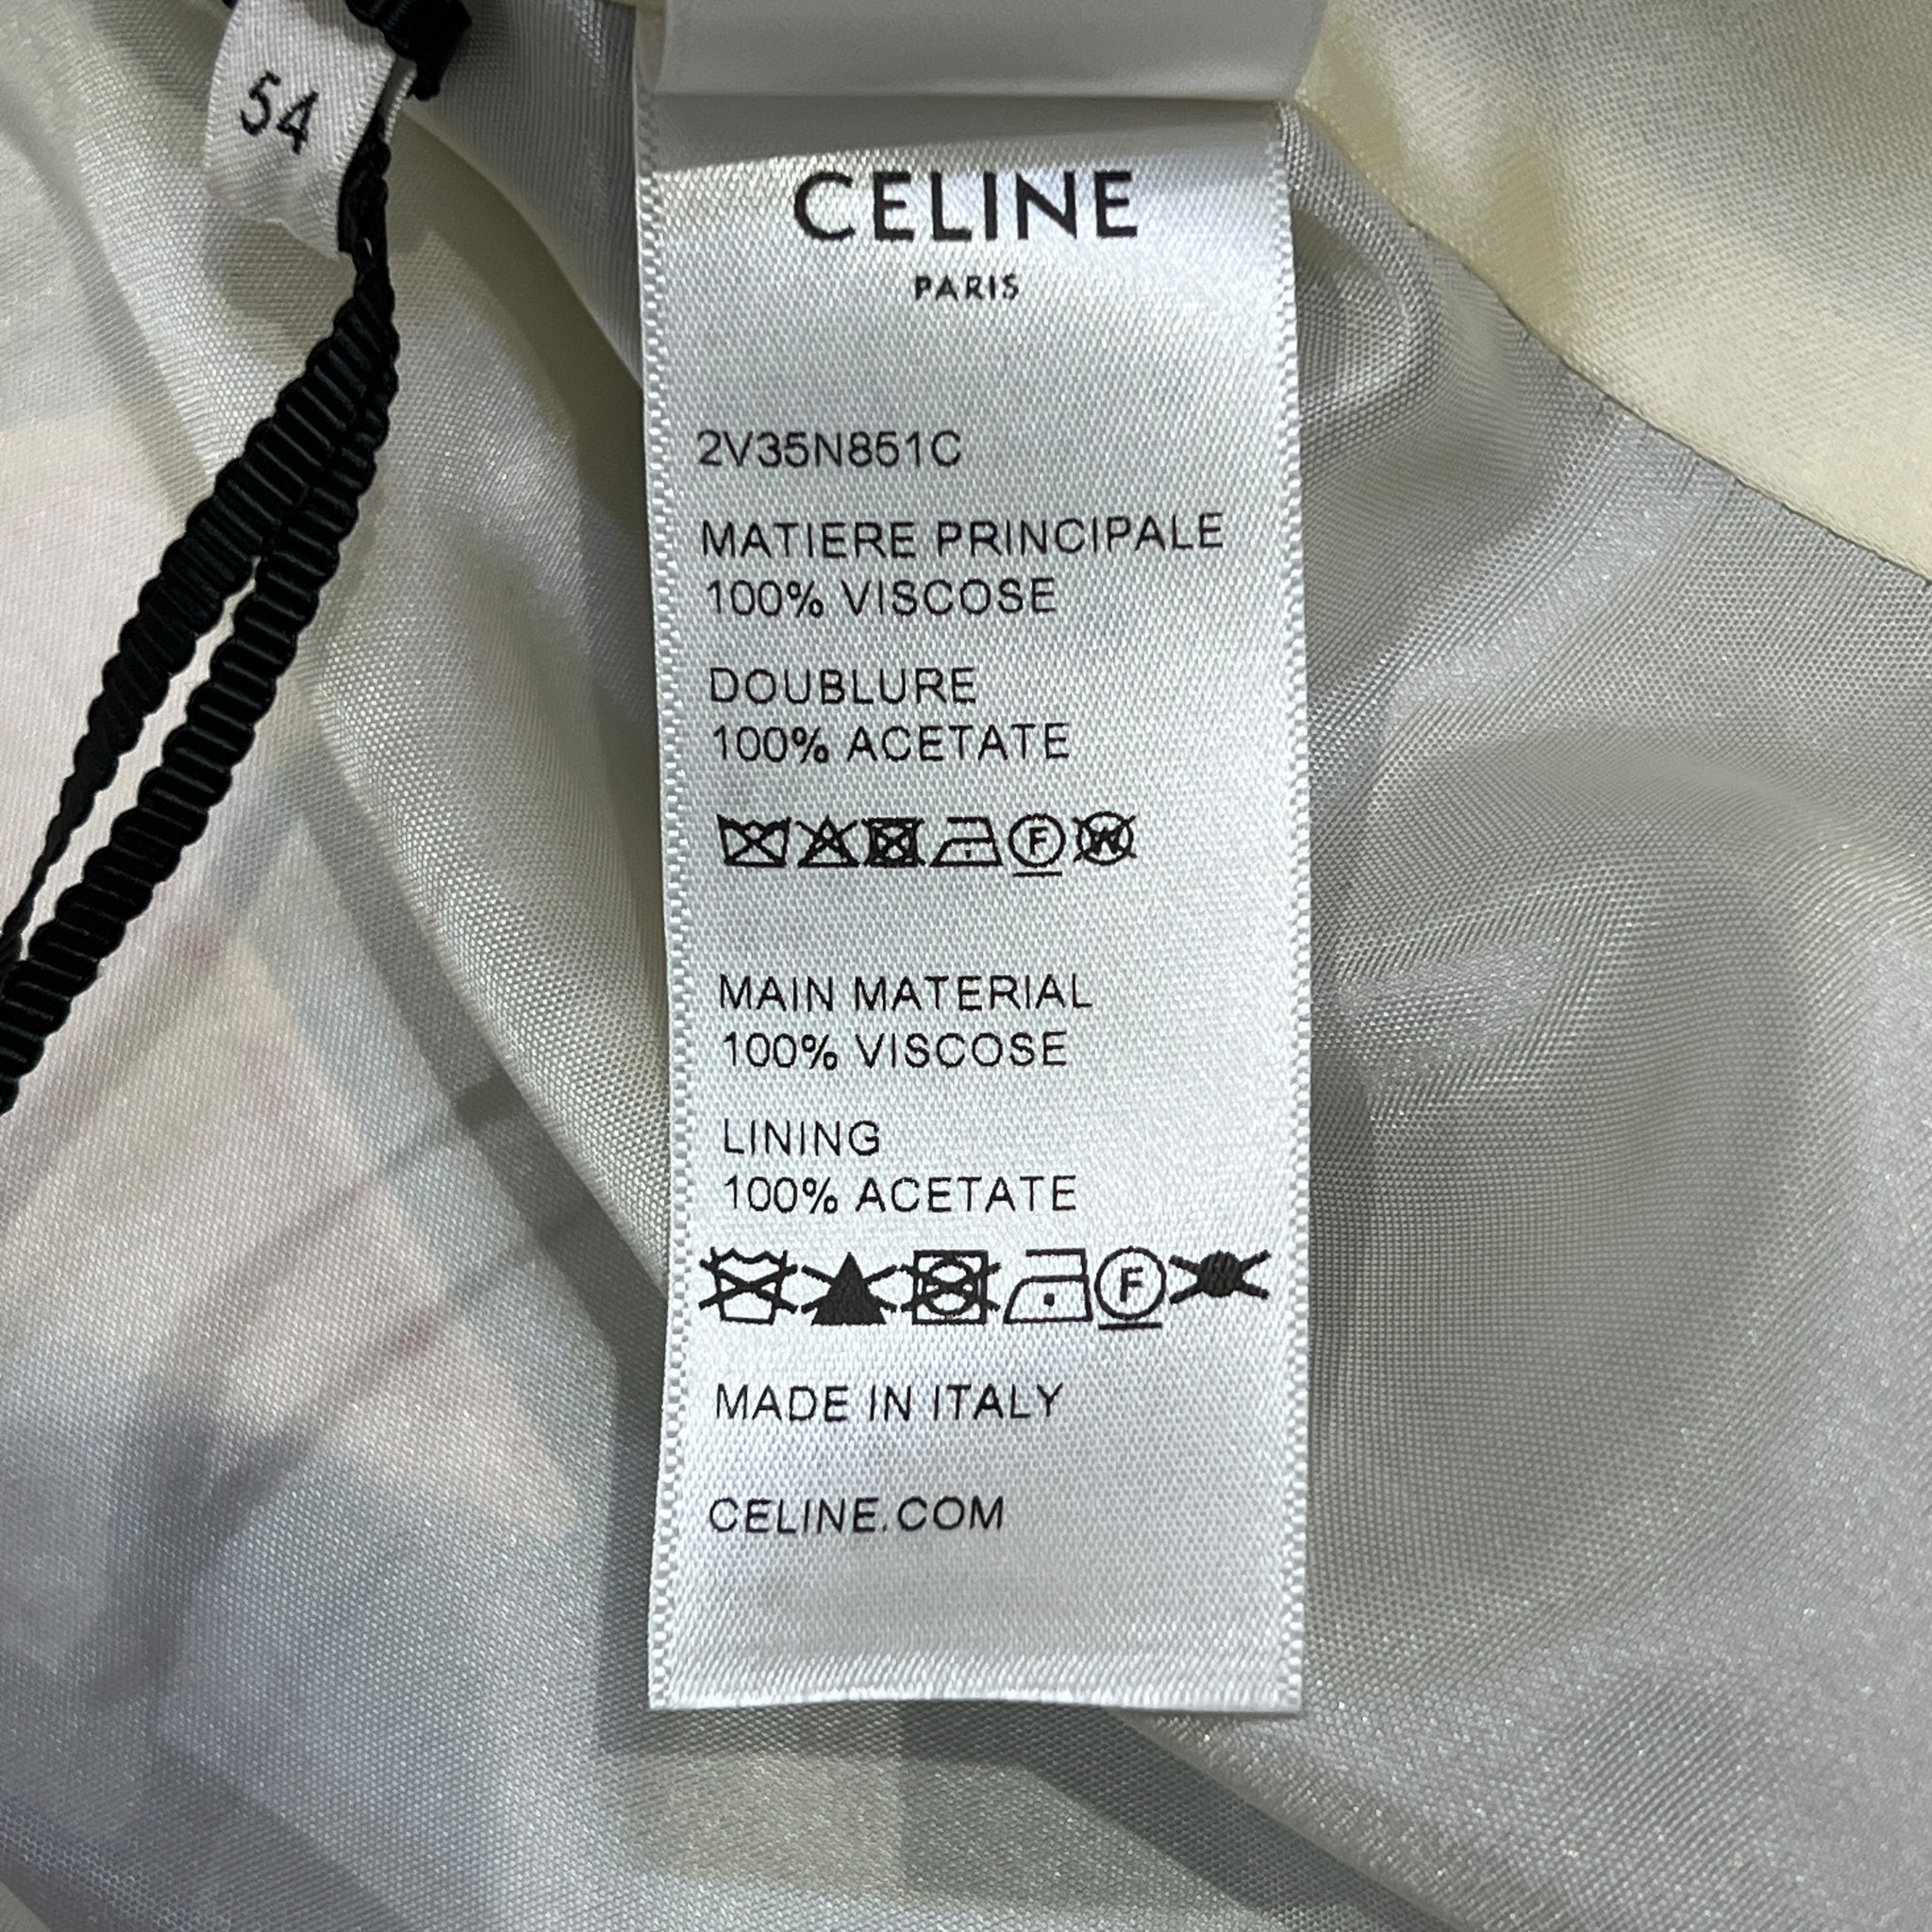 54
CELINE
PARIS
2V35N851C
MATIERE PRINCIPALE
100% VISCOSE
DOUBLURE
100% ACETATE
F W
MAIN MATERIAL
100% VISCOSE
LINING
100% ACETATE
F
MADE IN ITALY
CELINE.COM